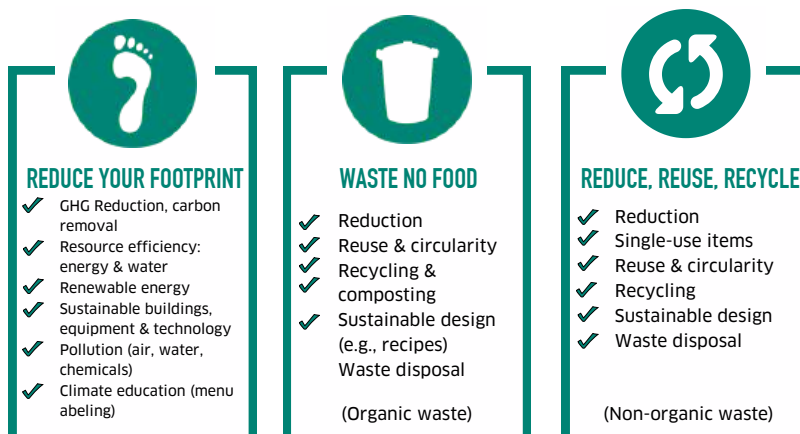 REDUCE YOUR FOOTPRINT
GHG Reduction, carbon
removal
Resource efficiency:
energy & water
Renewable energy
Sustainable buildings,
equipment & technology
Pollution (air, water,
chemicals)
Climate education (menu
abeling)
WASTE NO FOOD
Reduction
Reuse & circularity
Recycling &
composting
Sustainable design
(e.g., recipes)
Waste disposal
(Organic waste)
REDUCE, REUSE, RECYCLE
Reduction
Single-use items
Reuse & circularity
Recycling
Sustainable design
Waste disposal
(Non-organic waste)